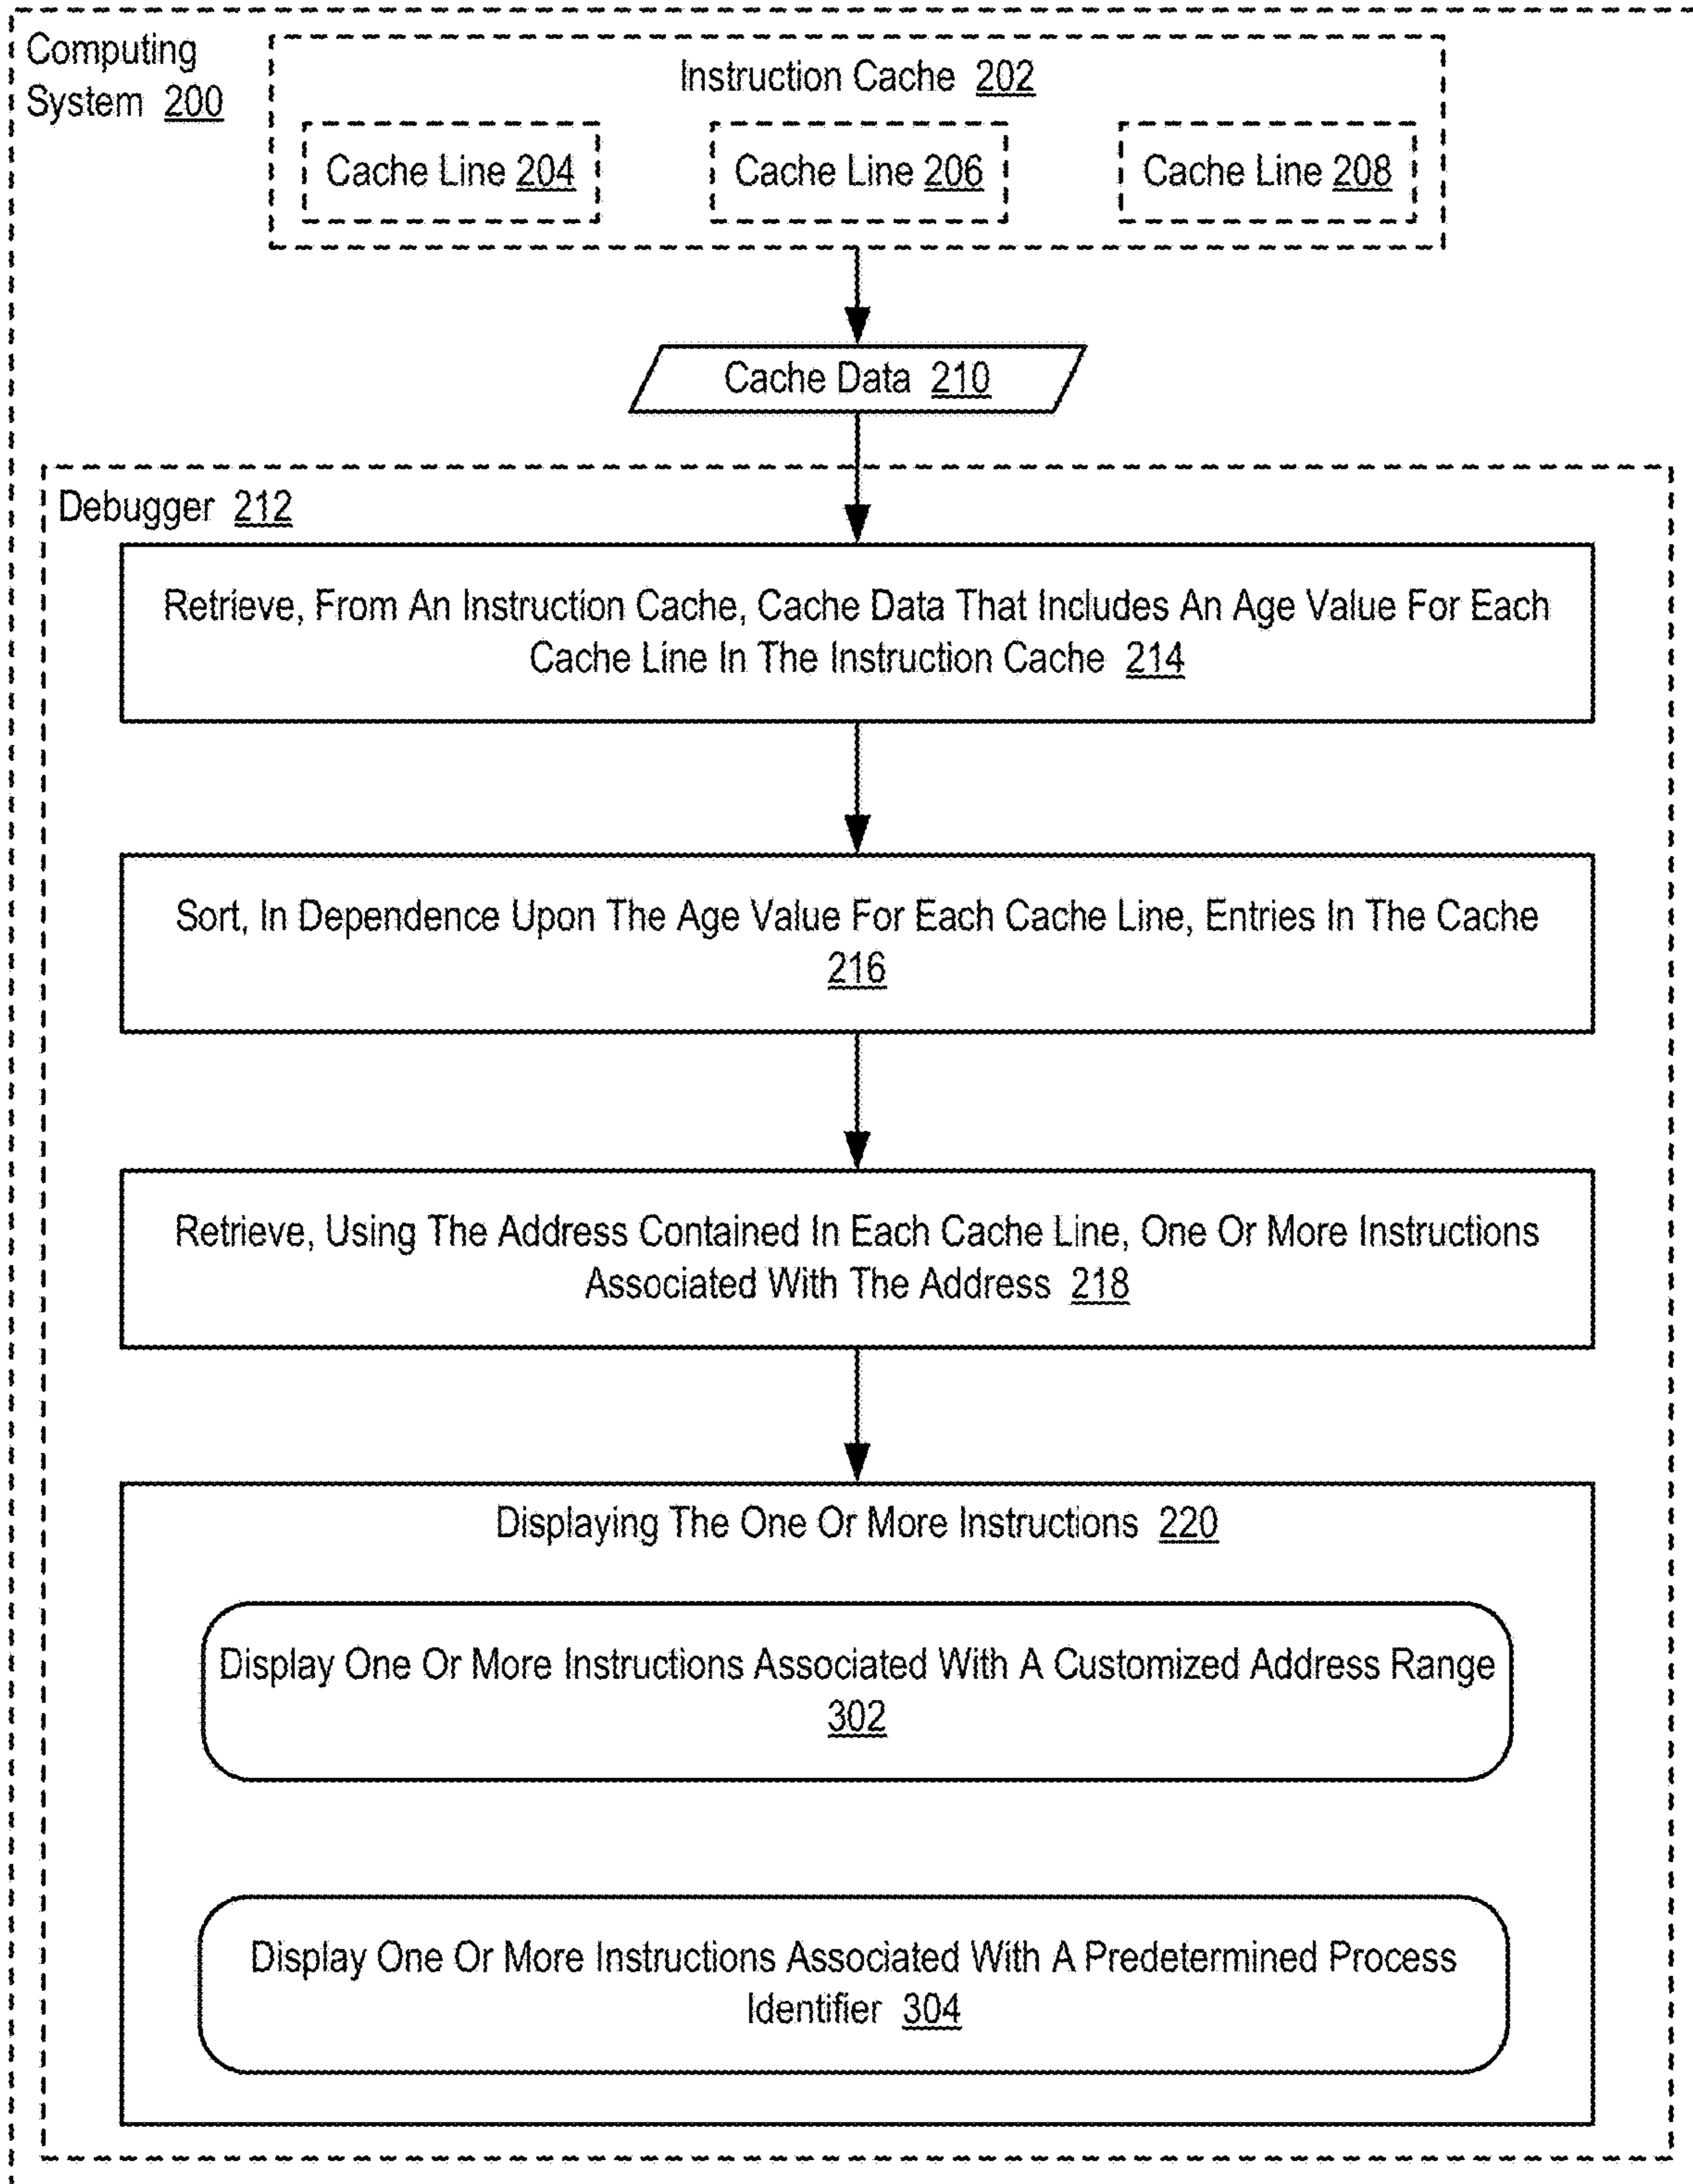 Computing
System 200
Instruction Cache 202
Cache Line 204
Cache Line 206
Cache Line 208
Cache Data 210
Debugger 212
Retrieve, From An Instruction Cache, Cache Data That Includes An Age Value For Each
Cache Line In The Instruction Cache 214
Sort, In Dependence Upon The Age Value For Each Cache Line, Entries In The Cache
216
Retrieve, Using The Address Contained In Each Cache Line, One Or More Instructions
Associated With The Address 218
Displaying The One Or More Instructions 220
Display One Or More Instructions Associated With A Customized Address Range
302
Display One Or More Instructions Associated With A Predetermined Process
Identifier 304